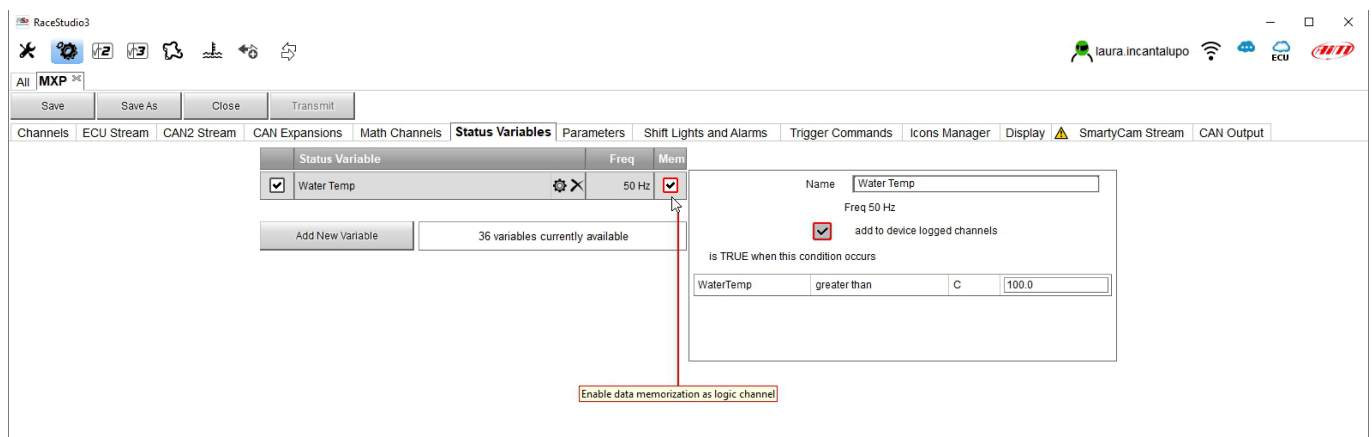 RaceStudio3
laura.incantalupo
ECU
AiM
All MXP
Save Save As Close Transmit
Channels ECU Stream CAN2 Stream CAN Expansions Math Channels Status Variables Parameters Shift Lights and Alarms Trigger Commands Icons Manager Display SmartyCam Stream CAN Output
Status Variable Freq Mem
Water Temp 50 Hz
Add New Variable 36 variables currently available
Name Water Temp
Freq 50 Hz
add to device logged channels
is TRUE when this condition occurs
WaterTemp greater than C 100.0
Enable data memorization as logic channel